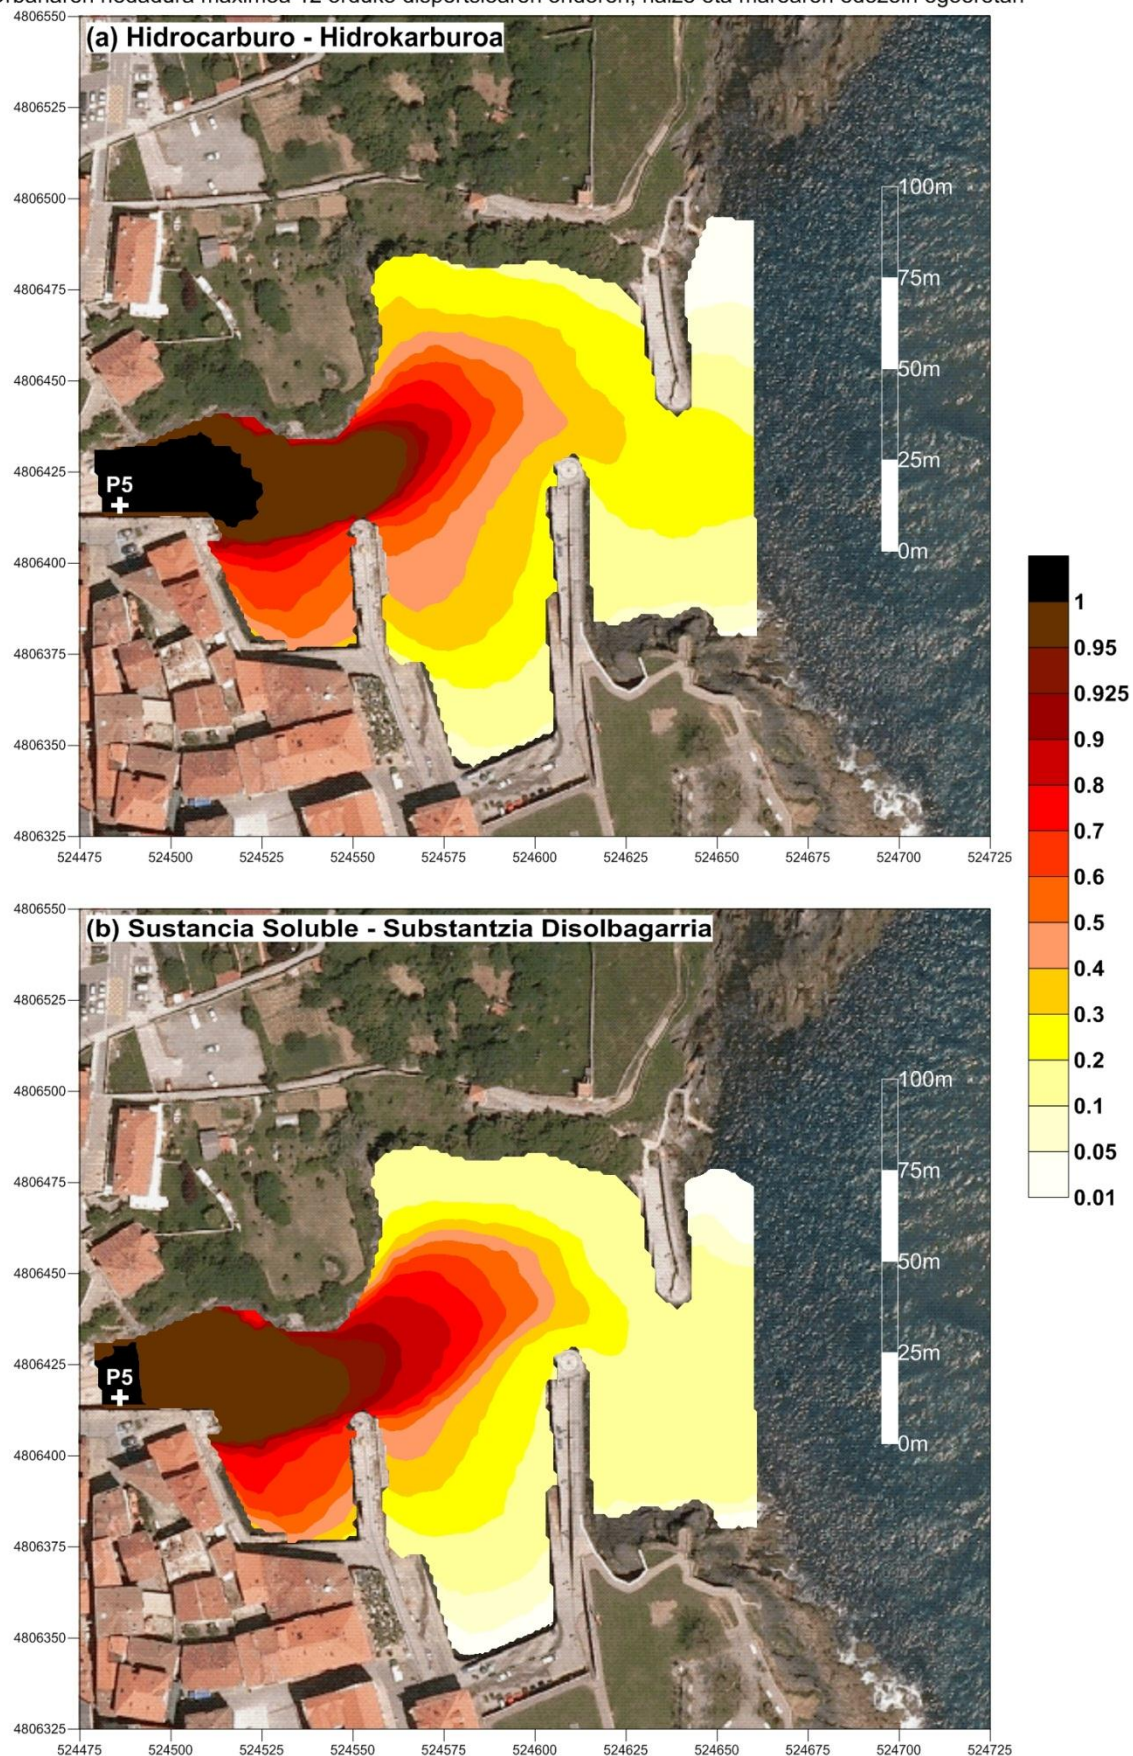 (a) Hidrocarburo - Hidrokarburoa
4806550
4806525
4806500
4806475
4806450
4806425
4806400
4806375
4806350
4806325
100m
75m
50m
25m
0m
P5
524475 524500 524525 524550 524575 524600 524625 524650 524675 524700 524725
1
0.95
0.925
0.9
0.8
0.7
0.6
0.5
0.4
0.3
0.2
0.1
0.05
0.01
(b) Sustancia Soluble - Substantzia Disolbagarria
4806550
4806525
4806500
4806475
4806450
4806425
4806400
4806375
4806350
4806325
100m
75m
50m
25m
0m
P5
524475 524500 524525 524550 524575 524600 524625 524650 524675 524700 524725